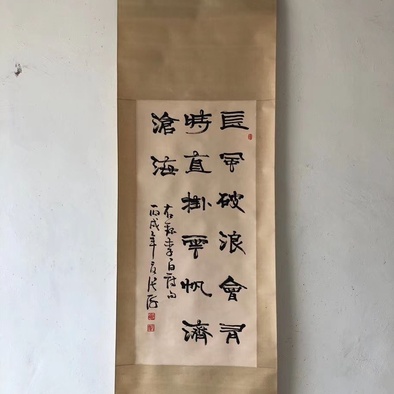 長風破浪會有
時直掛雲帆濟
滄海
右錄李白詩句
丙戌年